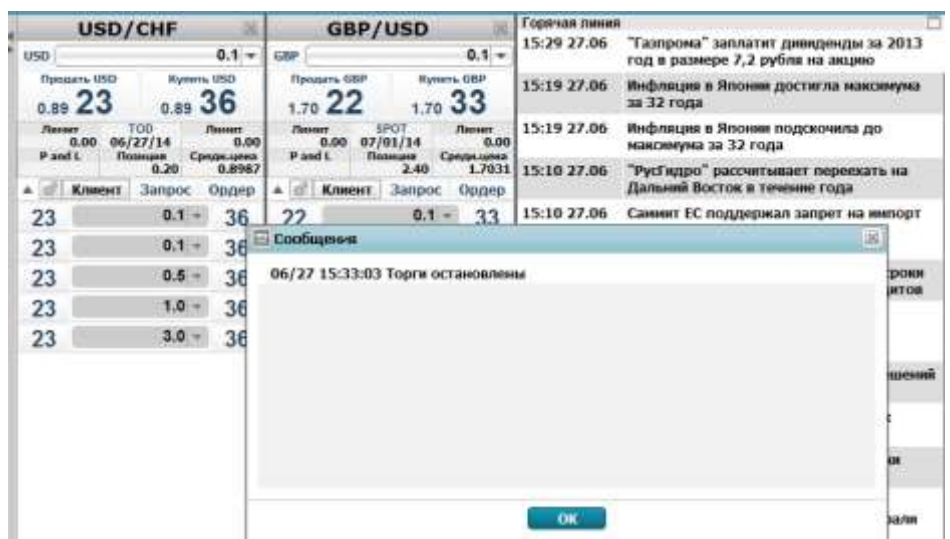 USD/CHF
USD 0.1
Продать USD Купить USD
0.89 23 0.89 36
Лимит TOD Лимит
0.00 06/27/14 0.00
P and L Позиция Средн.цена
0.20 0.8987
Клиент Запрос Ордер
23 0.1 36
23 0.1 36
23 0.5 36
23 1.0 36
23 3.0 36
GBP/USD
GBP 0.1
Продать GBP Купить GBP
1.70 22 1.70 33
Лимит SPOT Лимит
0.00 07/01/14 0.00
P and L Позиция Средн.цена
2.40 1.7031
Клиент Запрос Ордер
22 0.1 33
Горячая линия
15:29 27.06 "Газпрома" заплатит дивиденды за 2013
год в размере 7,2 рубля на акцию
15:19 27.06 Инфляция в Японии достигла максимума
за 32 года
15:19 27.06 Инфляция в Японии подскочила до
максимума за 32 года
15:10 27.06 "РусГидро" рассчитывает переехать на
Дальний Восток в течение года
15:10 27.06 Саммит ЕС поддержал запрет на импорт
Сообщения
06/27 15:33:03 Торги остановлены
OK